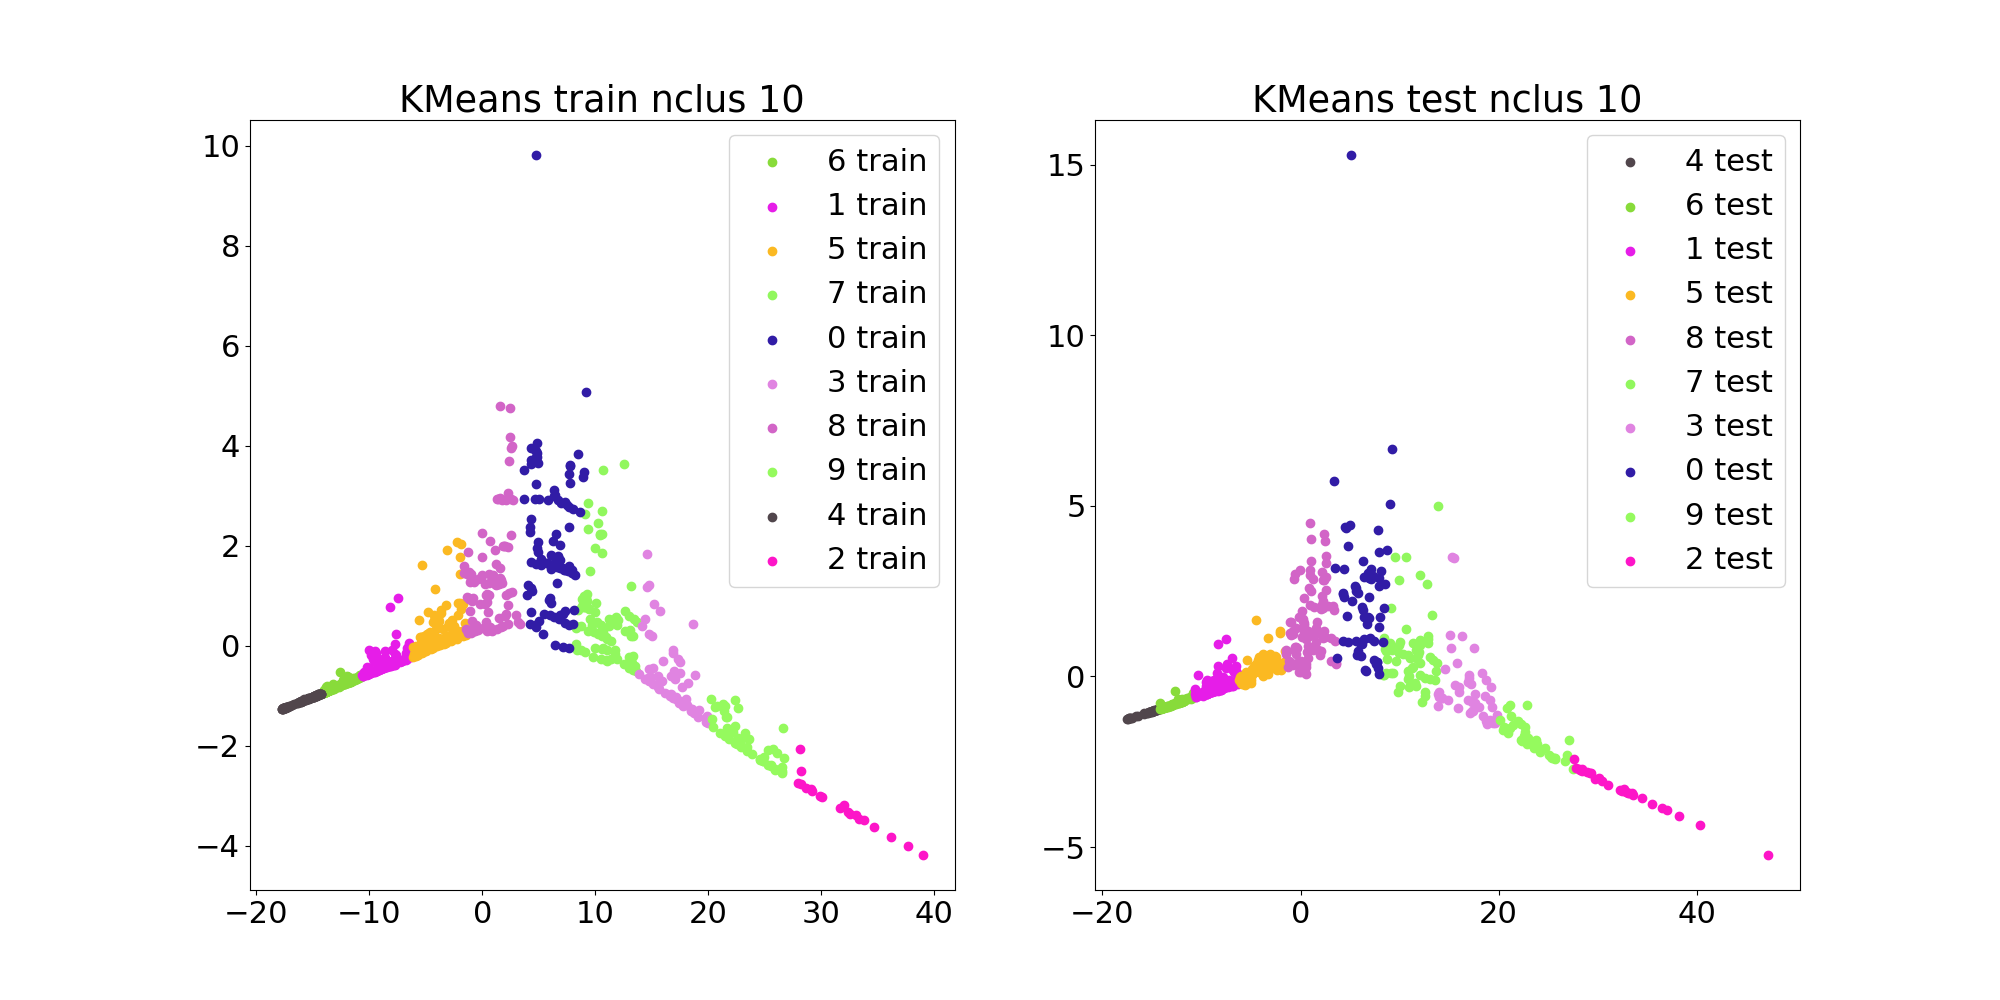 KMeans train nclus 10
10
8
6
4
2
0
−2
−4
−20 −10 0 10 20 30 40
6 train
1 train
5 train
7 train
0 train
3 train
8 train
9 train
4 train
2 train
KMeans test nclus 10
15
10
5
0
−5
−20 0 20 40
4 test
6 test
1 test
5 test
8 test
7 test
3 test
0 test
9 test
2 test